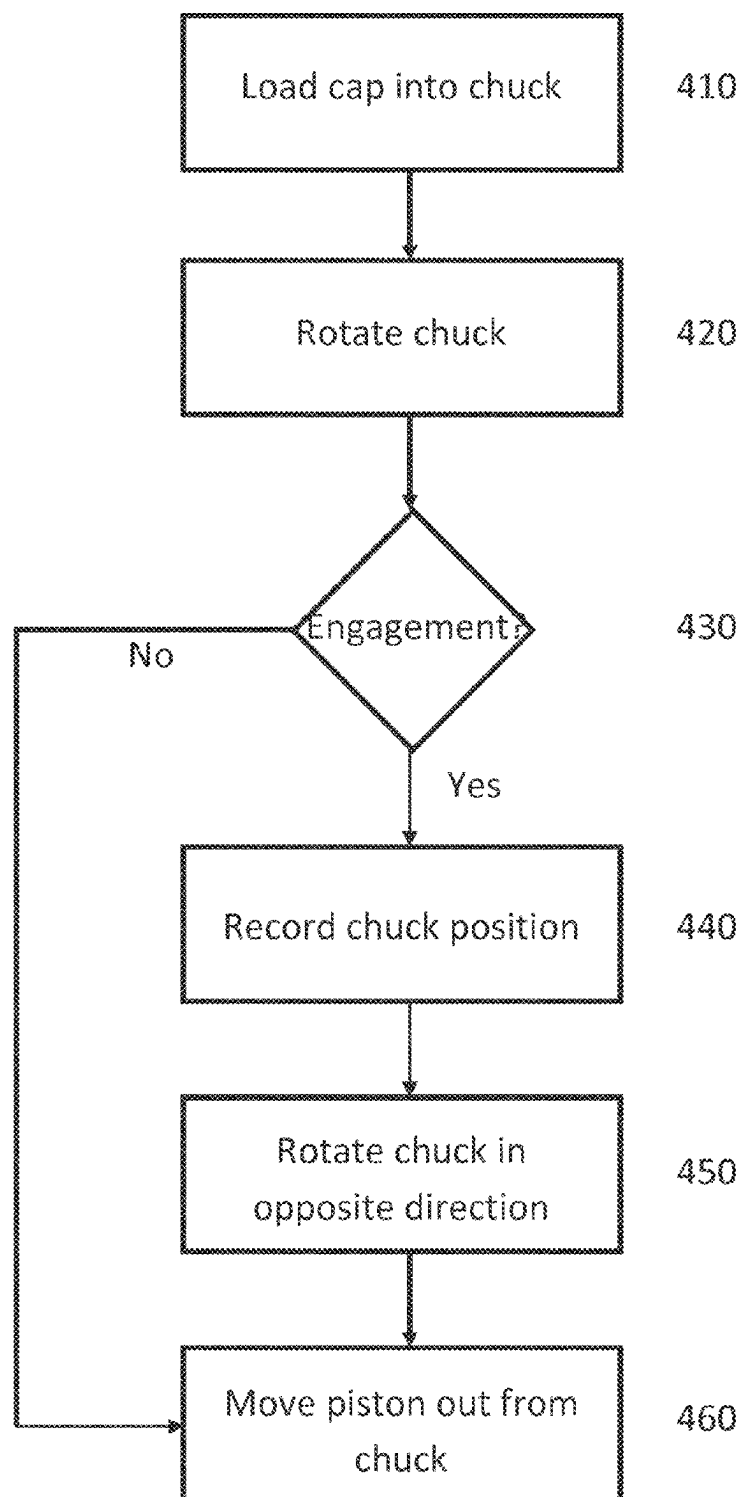 Load cap into chuck 410
Rotate chuck 420
Engagement? 430
No
Yes
Record chuck position 440
Rotate chuck in
opposite direction 450
Move piston out from
chuck 460